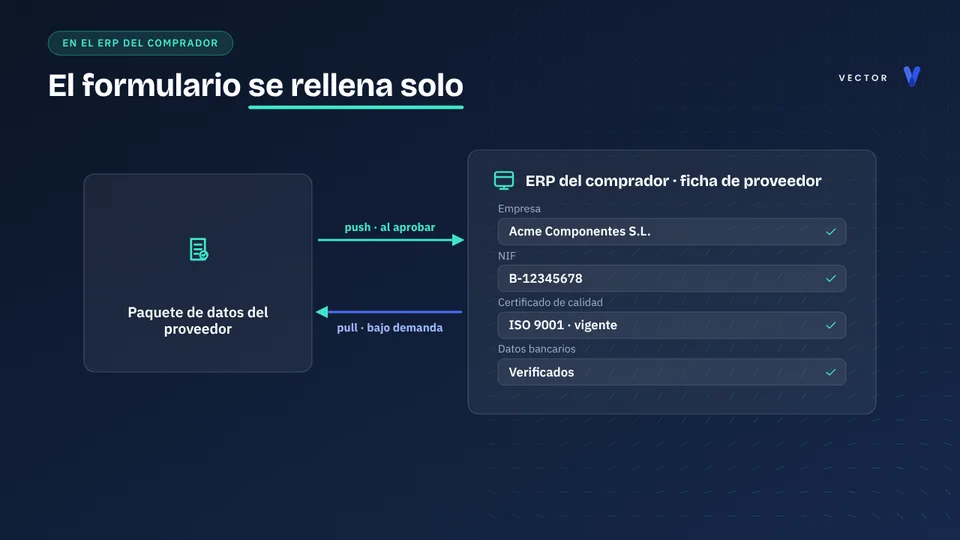 EN EL ERP DEL COMPRADOR
El formulario se rellena solo
VECTOR
Paquete de datos del
proveedor
push · al aprobar
pull · bajo demanda
ERP del comprador · ficha de proveedor
Empresa
Acme Componentes S.L.
NIF
B-12345678
Certificado de calidad
ISO 9001 · vigente
Datos bancarios
Verificados